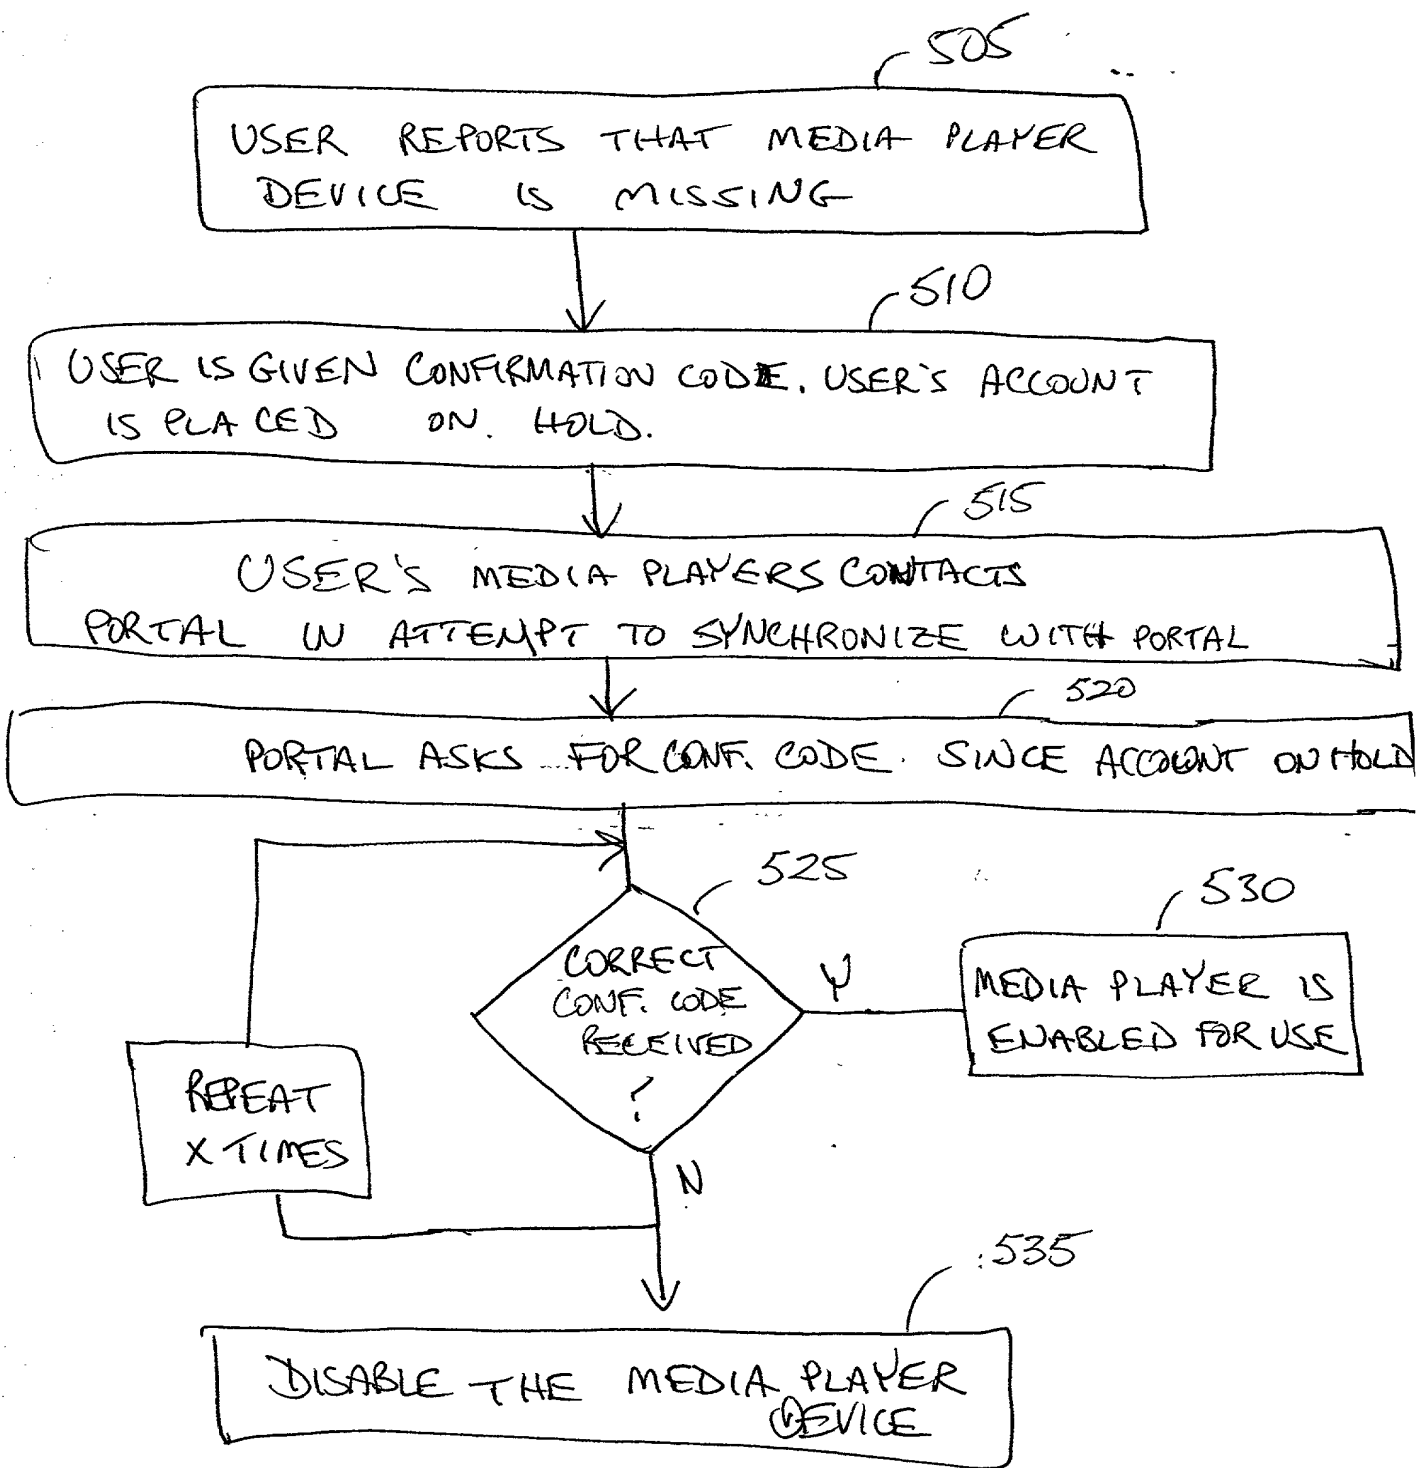 505
USER REPORTS THAT MEDIA PLAYER
DEVICE IS MISSING
510
USER IS GIVEN CONFIRMATION CODE. USER'S ACCOUNT
IS PLACED ON. HOLD.
515
USER'S MEDIA PLAYERS CONTACTS
PORTAL IN ATTEMPT TO SYNCHRONIZE WITH PORTAL
520
PORTAL ASKS FOR CONF. CODE. SINCE ACCOUNT ON HOLD
525
CORRECT
CONF. CODE
RECEIVED
?
Y
530
MEDIA PLAYER IS
ENABLED FOR USE
REPEAT
X TIMES
N
535
DISABLE THE MEDIA PLAYER
DEVICE